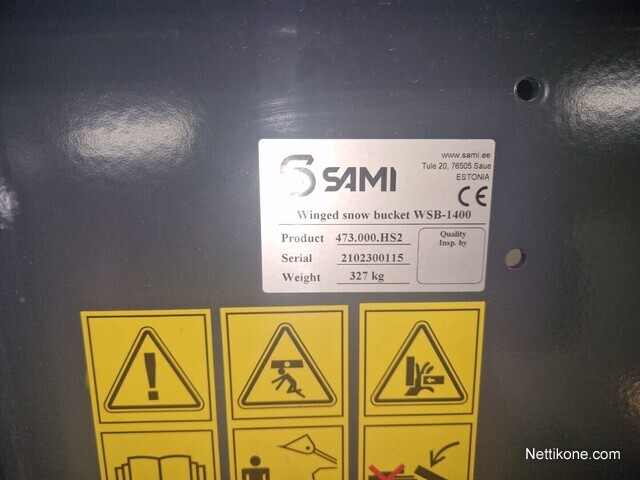 SAMI
www.sami.ee
Tule 20, 76505 Saue
ESTONIA
CE
Winged snow bucket WSB-1400
Product 473.000.HS2
Serial 2102300115
Weight 327 kg
Quality
Insp. by
Nettikone.com